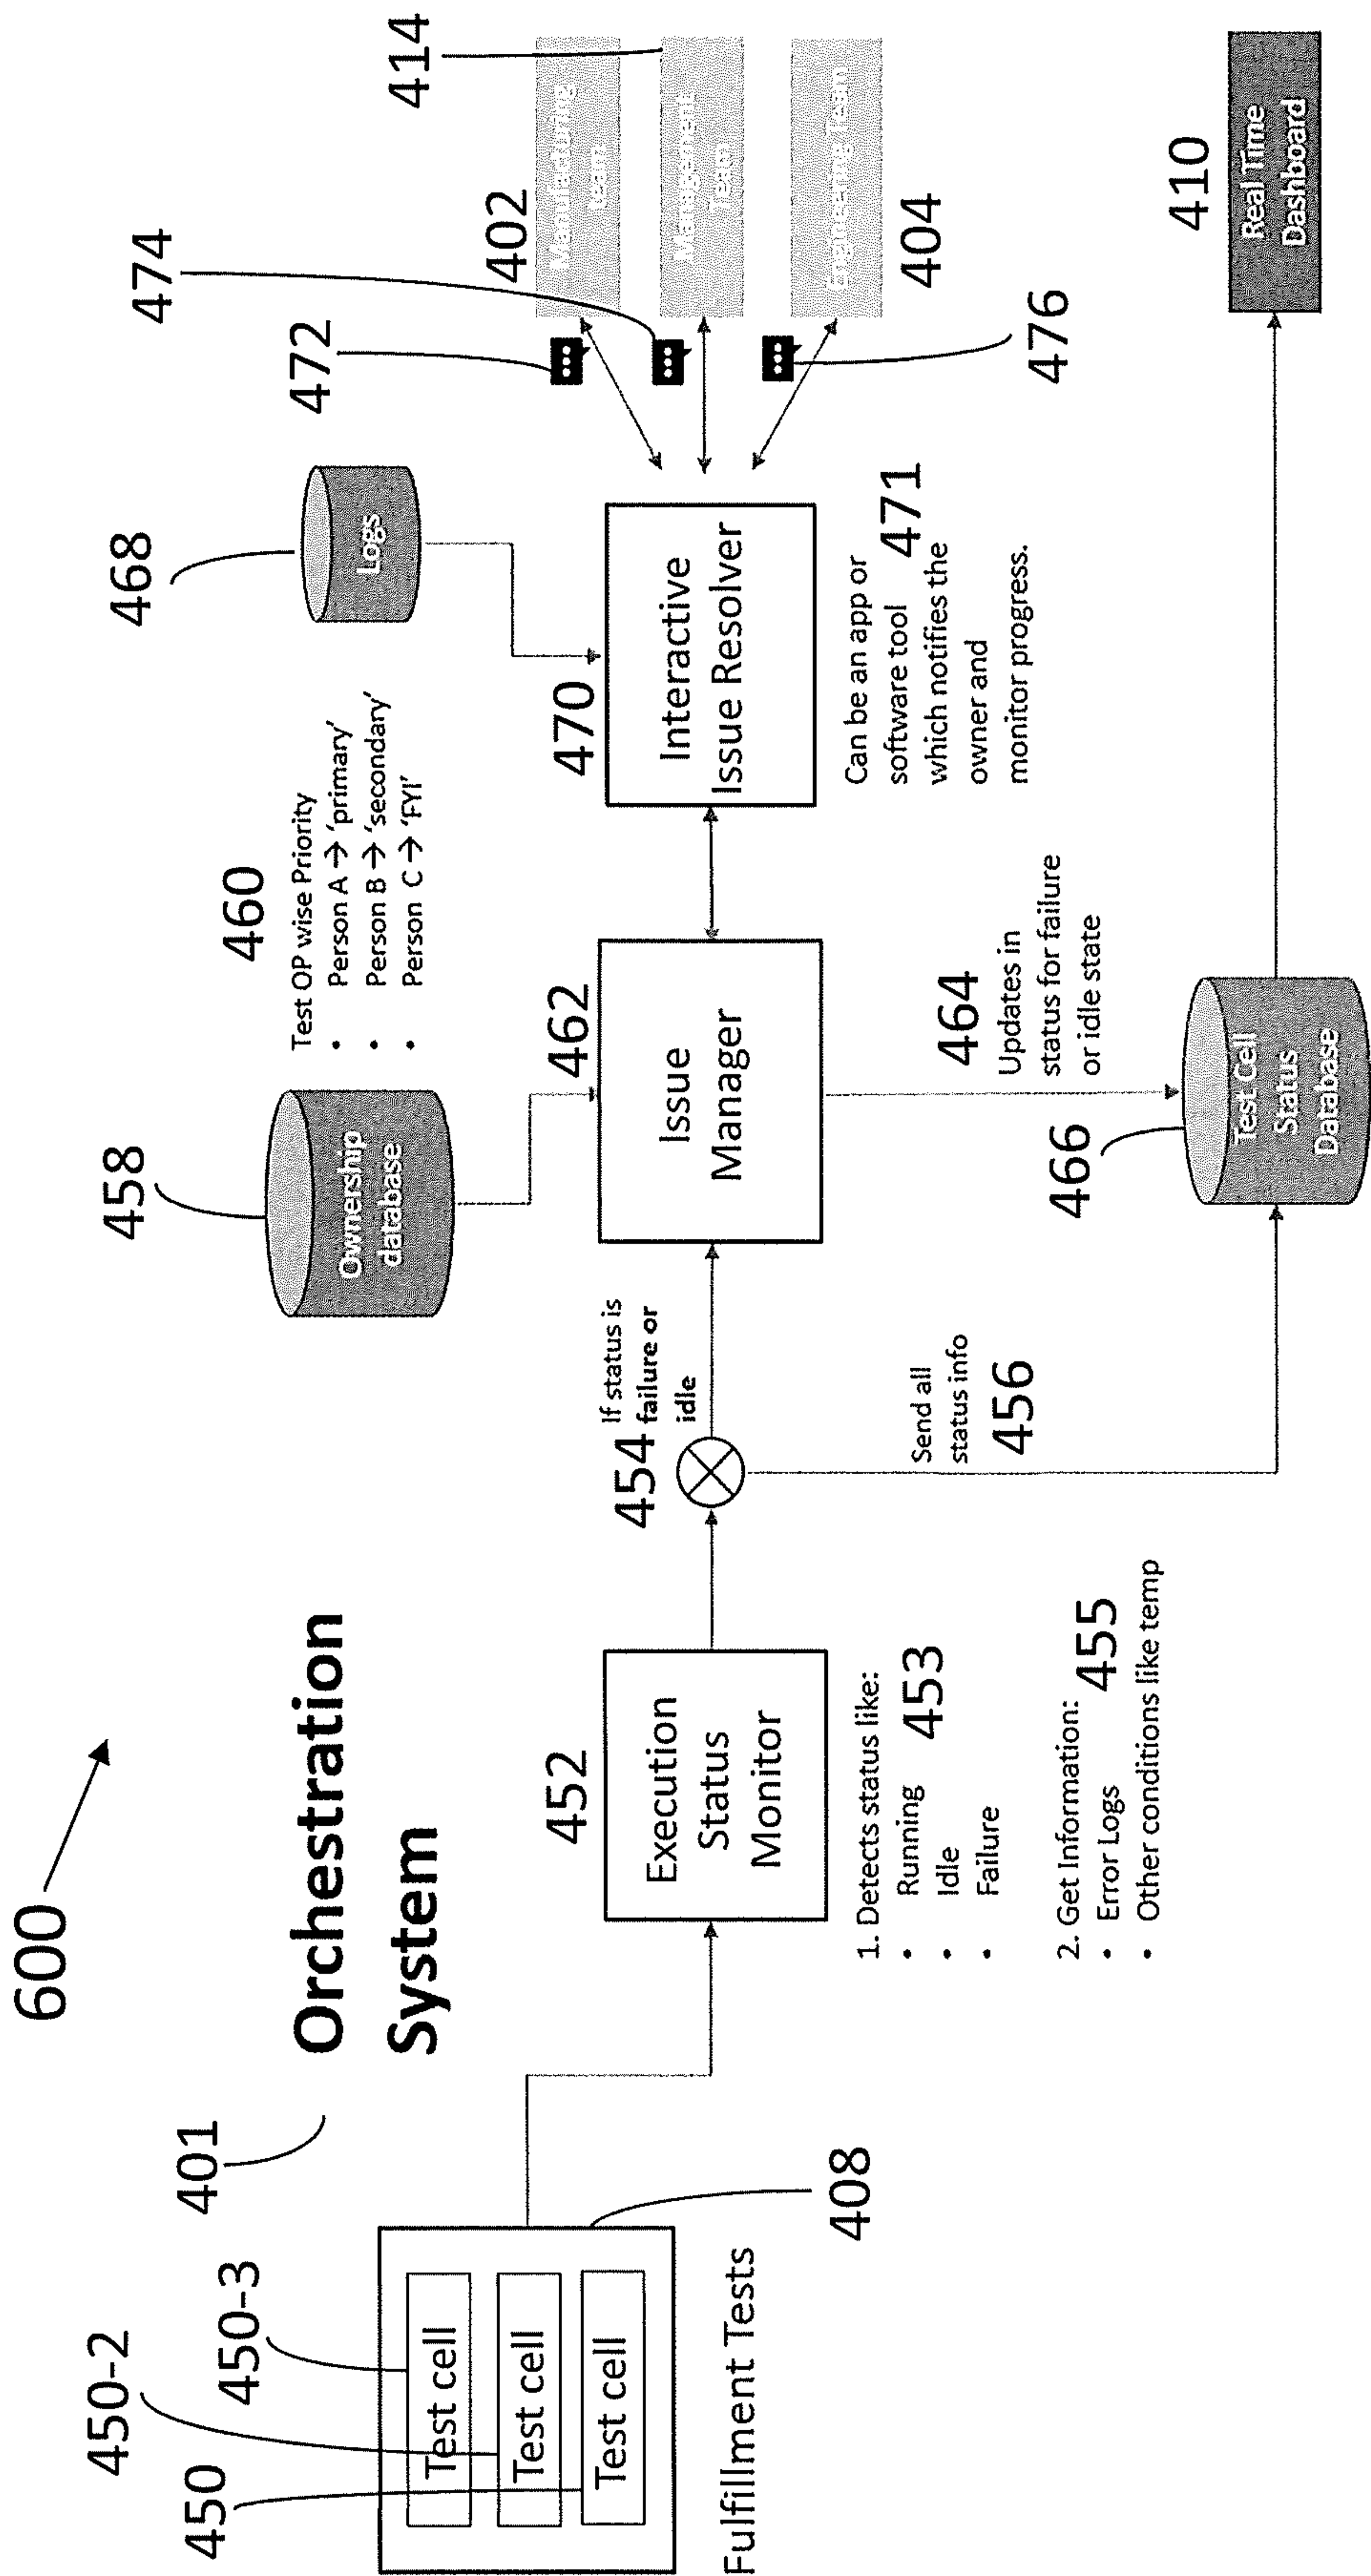 600
401
Orchestration
System
450-2
450-3
450
Test cell
Test cell
Test cell
408
Fulfillment Tests
452
Execution
Status
Monitor
1. Detects status like:
• Running
453
• Idle
• Failure
2. Get Information:
• Error Logs
455
• Other conditions like temp
454
If status is
failure or
idle
Send all
status info
456
458
Ownership
database
460
Test OP wise Priority
• Person A → 'primary'
• Person B → 'secondary'
• Person C → 'FYI'
462
Issue
Manager
464
Updates in
status for failure
or idle state
466
Test Cell
Status
Database
468
Logs
470
Interactive
Issue Resolver
471
Can be an app or
software tool
which notifies the
owner and
monitor progress.
472
474
476
402
Manufacturing
team
414
Management
Team
Engineering Team
404
410
Real Time
Dashboard